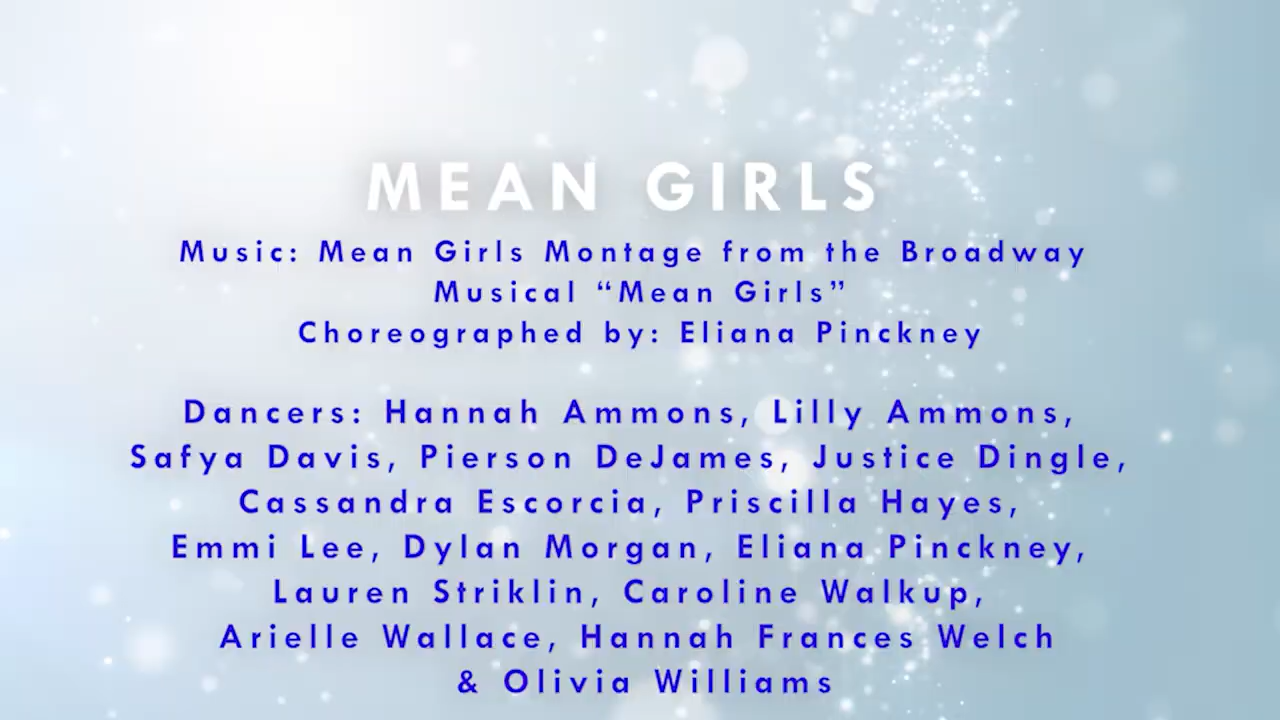 MEAN GIRLS
Music: Mean Girls Montage from the Broadway
Musical “Mean Girls”
Choreographed by: Eliana Pinckney
Dancers: Hannah Ammons, Lilly Ammons,
Safya Davis, Pierson DeJames, Justice Dingle,
Cassandra Escorcia, Priscilla Hayes,
Emmi Lee, Dylan Morgan, Eliana Pinckney,
Lauren Striklin, Caroline Walkup,
Arielle Wallace, Hannah Frances Welch
& Olivia Williams